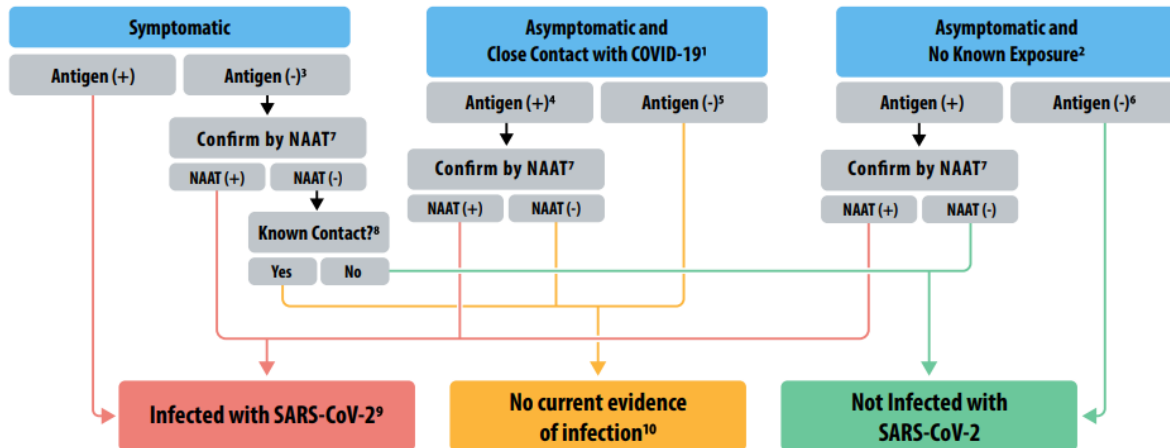 Symptomatic
Antigen (+)
Antigen (-)³
Confirm by NAAT⁷
NAAT (+)
NAAT (-)
Known Contact?⁸
Yes
No
Asymptomatic and
Close Contact with COVID-19¹
Antigen (+)⁴
Antigen (-)⁵
Confirm by NAAT⁷
NAAT (+)
NAAT (-)
Asymptomatic and
No Known Exposure²
Antigen (+)
Antigen (-)⁶
Confirm by NAAT⁷
NAAT (+)
NAAT (-)
Infected with SARS-CoV-2⁹
No current evidence
of infection¹⁰
Not Infected with
SARS-CoV-2